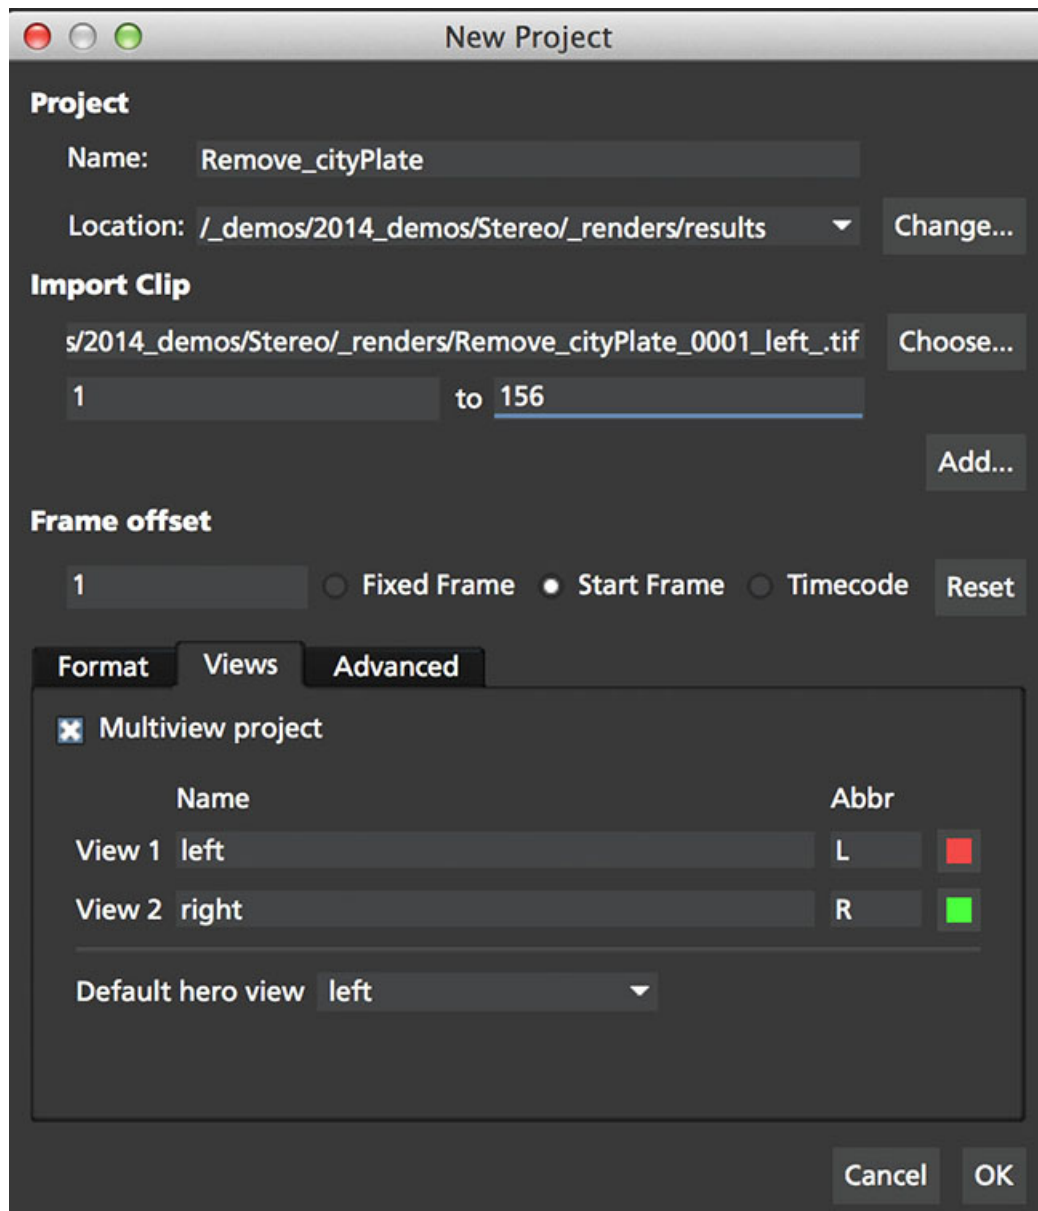 New Project
Project
Name: Remove_cityPlate
Location: /_demos/2014_demos/Stereo/_renders/results Change...
Import Clip
s/2014_demos/Stereo/_renders/Remove_cityPlate_0001_left_.tif Choose...
1 to 156
Add...
Frame offset
1 Fixed Frame Start Frame Timecode Reset
Format Views Advanced
Multiview project
Name Abbr
View 1 left L
View 2 right R
Default hero view left
Cancel OK